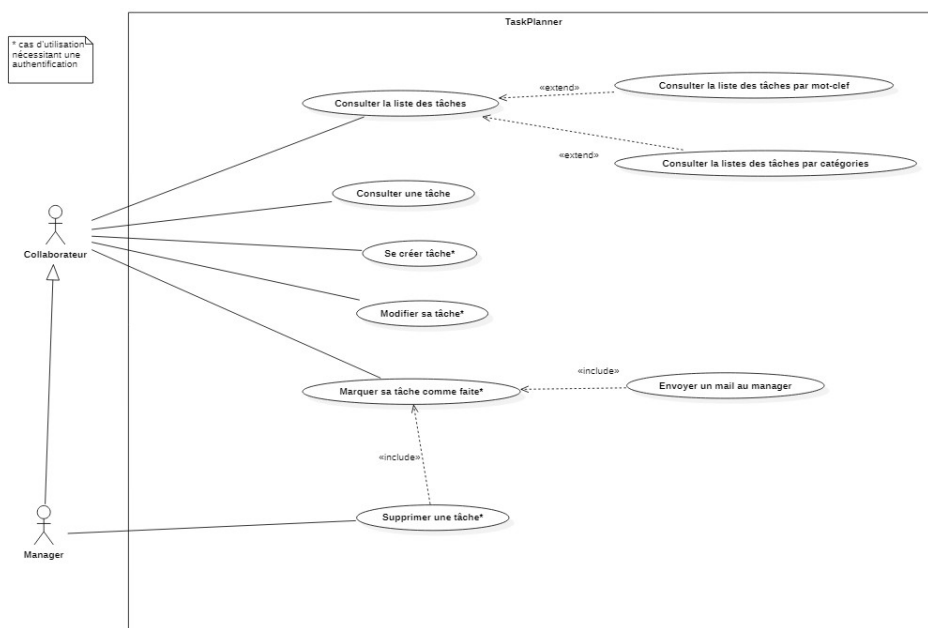 TaskPlanner
* cas d'utilisation
nécessitant une
authentification
Consulter la liste des tâches
«extend»
Consulter la liste des tâches par mot-clef
«extend»
Consulter la listes des tâches par catégories
Consulter une tâche
Collaborateur
Se créer tâche*
Modifier sa tâche*
Marquer sa tâche comme faite*
«include»
Envoyer un mail au manager
«include»
Supprimer une tâche*
Manager